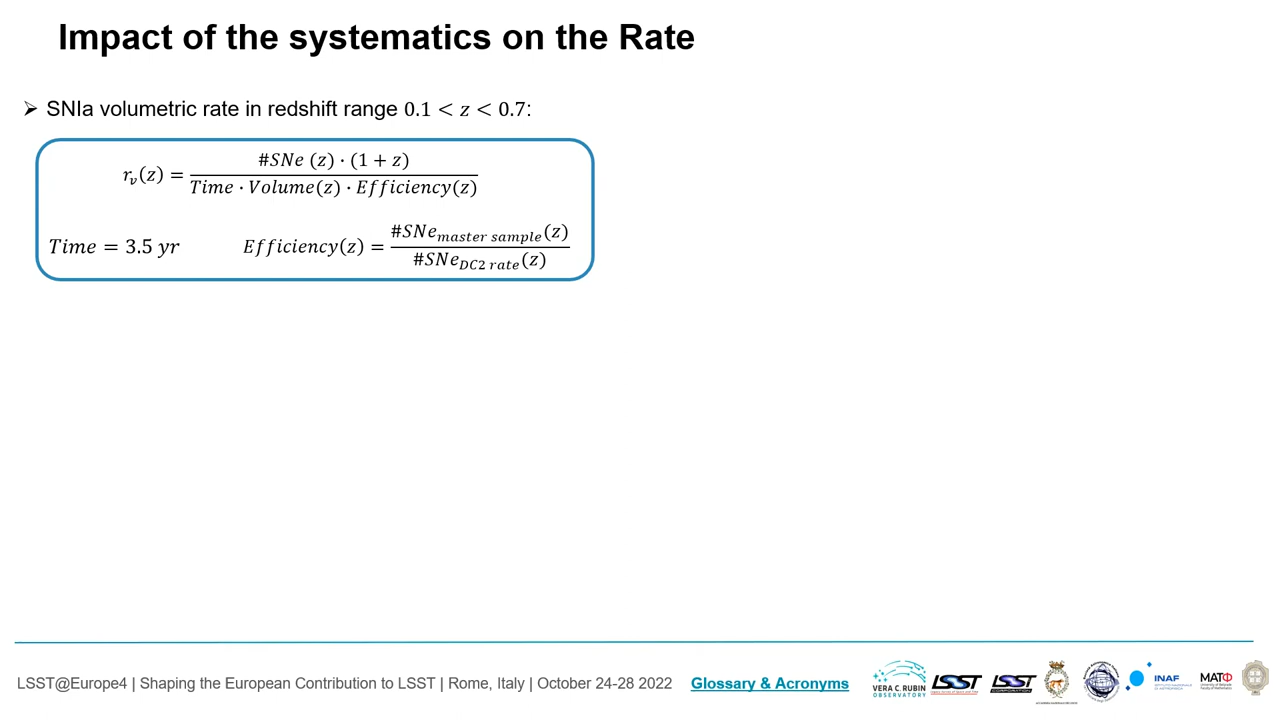 Impact of the systematics on the Rate
➢ SNIa volumetric rate in redshift range 0.1 < z < 0.7:
r_v(z) = #SNe (z) · (1 + z) / Time · Volume(z) · Efficiency(z)
Time = 3.5 yr
Efficiency(z) = #SNe_master sample(z) / #SNe_DC2 rate(z)
LSST@Europe4 | Shaping the European Contribution to LSST | Rome, Italy | October 24-28 2022
Glossary & Acronyms
VERA C. RUBIN
OBSERVATORY
LSST
LSST
CORPORATION
INAF
МАТФ